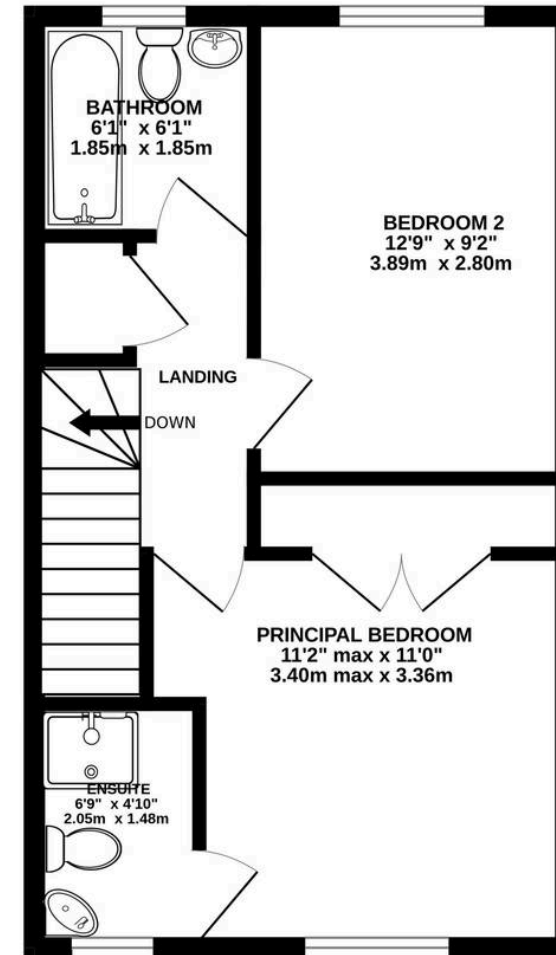 BATHROOM
6'1" x 6'1"
1.85m x 1.85m
BEDROOM 2
12'9" x 9'2"
3.89m x 2.80m
LANDING
DOWN
PRINCIPAL BEDROOM
11'2" max x 11'0"
3.40m max x 3.36m
ENSUITE
6'9" x 4'10"
2.05m x 1.48m